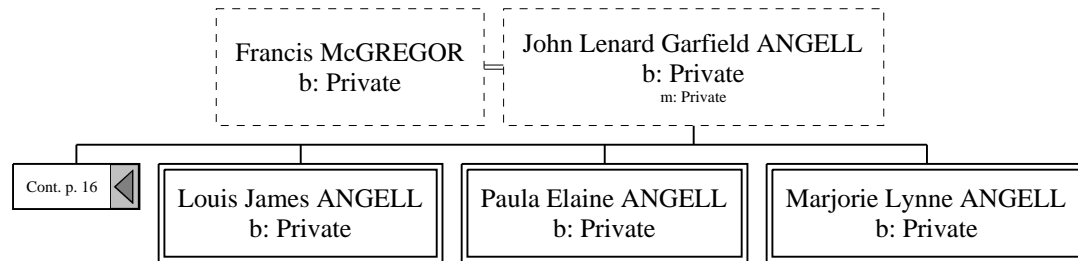 Francis McGREGOR
b: Private
John Lenard Garfield ANGELL
b: Private
m: Private
Cont. p. 16
Louis James ANGELL
b: Private
Paula Elaine ANGELL
b: Private
Marjorie Lynne ANGELL
b: Private